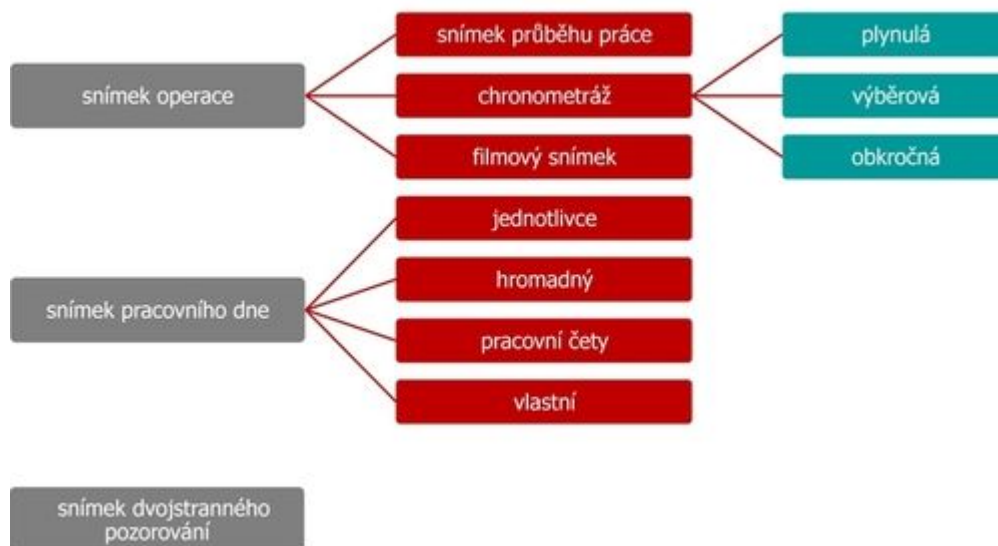 snímek operace
snímek průběhu práce
chronometráž
filmový snímek
plynulá
výběrová
obkročná
snímek pracovního dne
jednotlivce
hromadný
pracovní čety
vlastní
snímek dvojstranného
pozorování